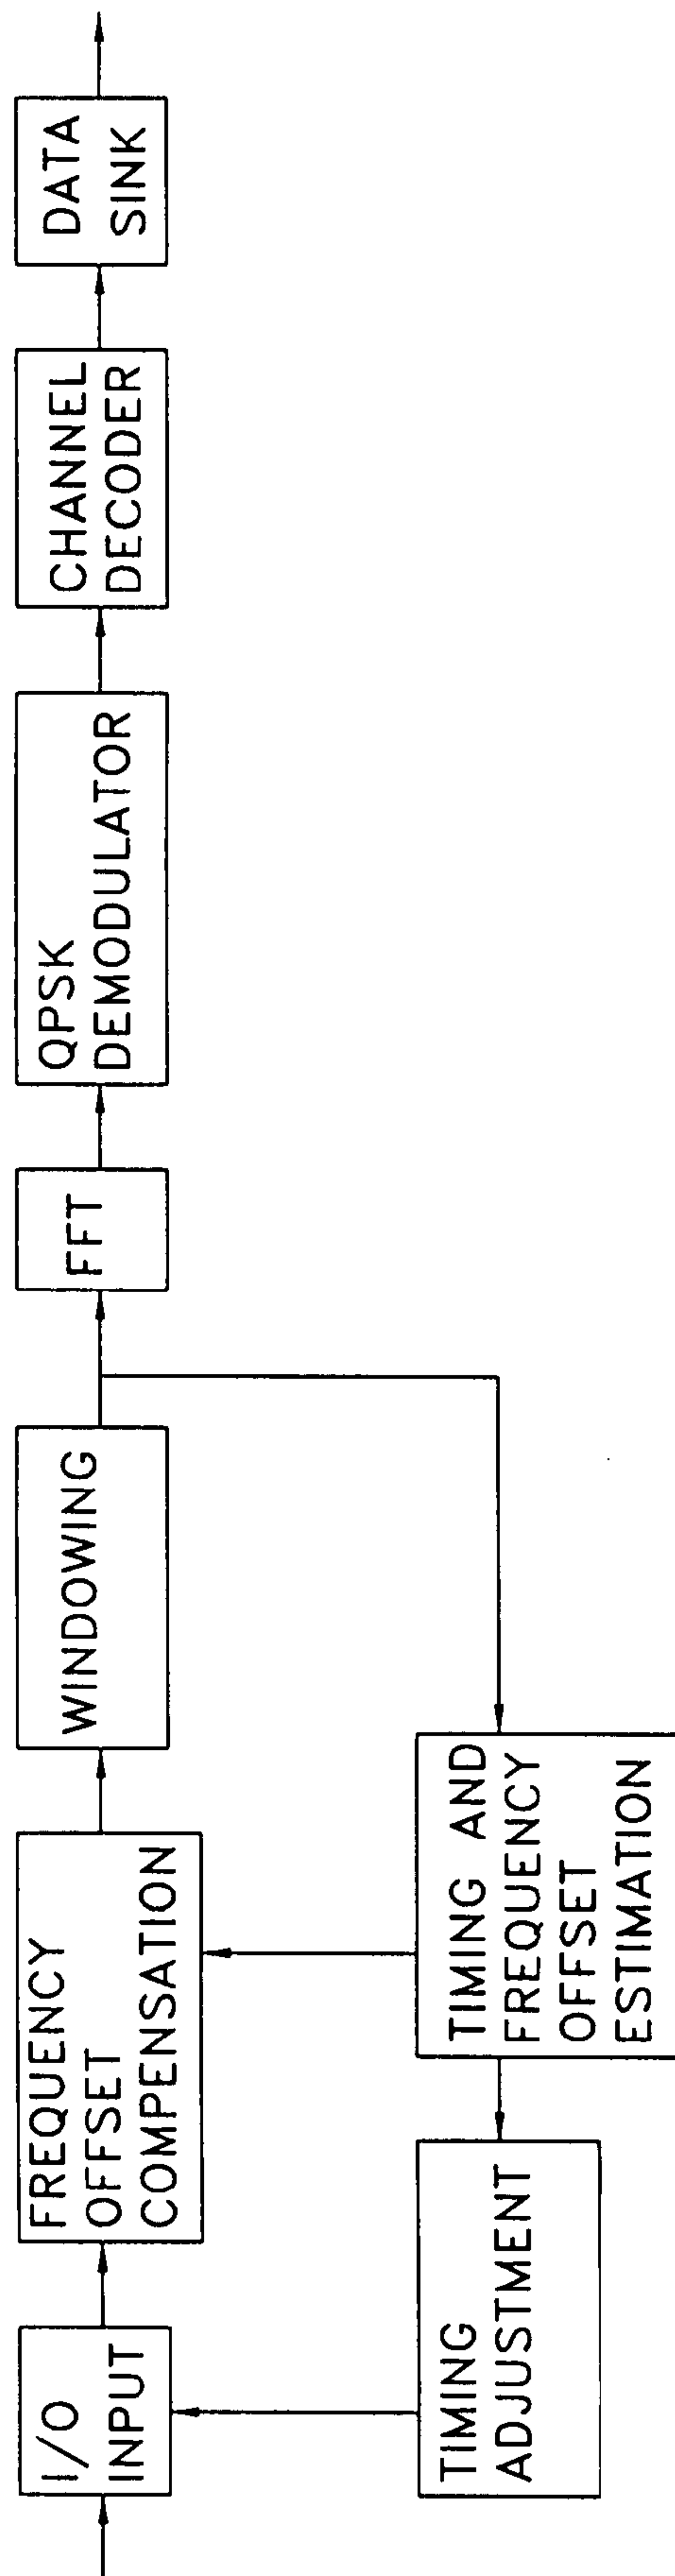 I/O
INPUT
FREQUENCY
OFFSET
COMPENSATION
WINDOWING
FFT
QPSK
DEMODULATOR
CHANNEL
DECODER
DATA
SINK
TIMING
ADJUSTMENT
TIMING AND
FREQUENCY
OFFSET
ESTIMATION